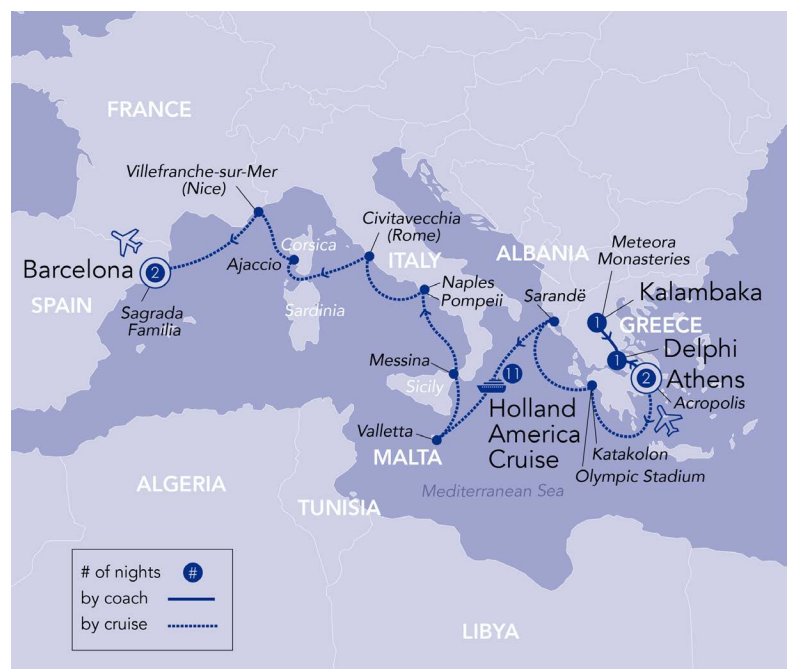 FRANCE
Villefranche-sur-Mer
(Nice)
Civitavecchia
(Rome)
Corsica
ITALY
ALBANIA
Meteora
Monasteries
Barcelona
2
Ajaccio
Naples
Pompeii
Sarandë
Kalambaka
1
SPAIN
Sagrada
Familia
Sardinia
GREECE
Delphi
1
Messina
11
2
Athens
Acropolis
Sicily
Holland
America
Cruise
Valletta
MALTA
Katakolon
Olympic Stadium
ALGERIA
TUNISIA
Mediterranean Sea
# of nights #
by coach
by cruise
LIBYA